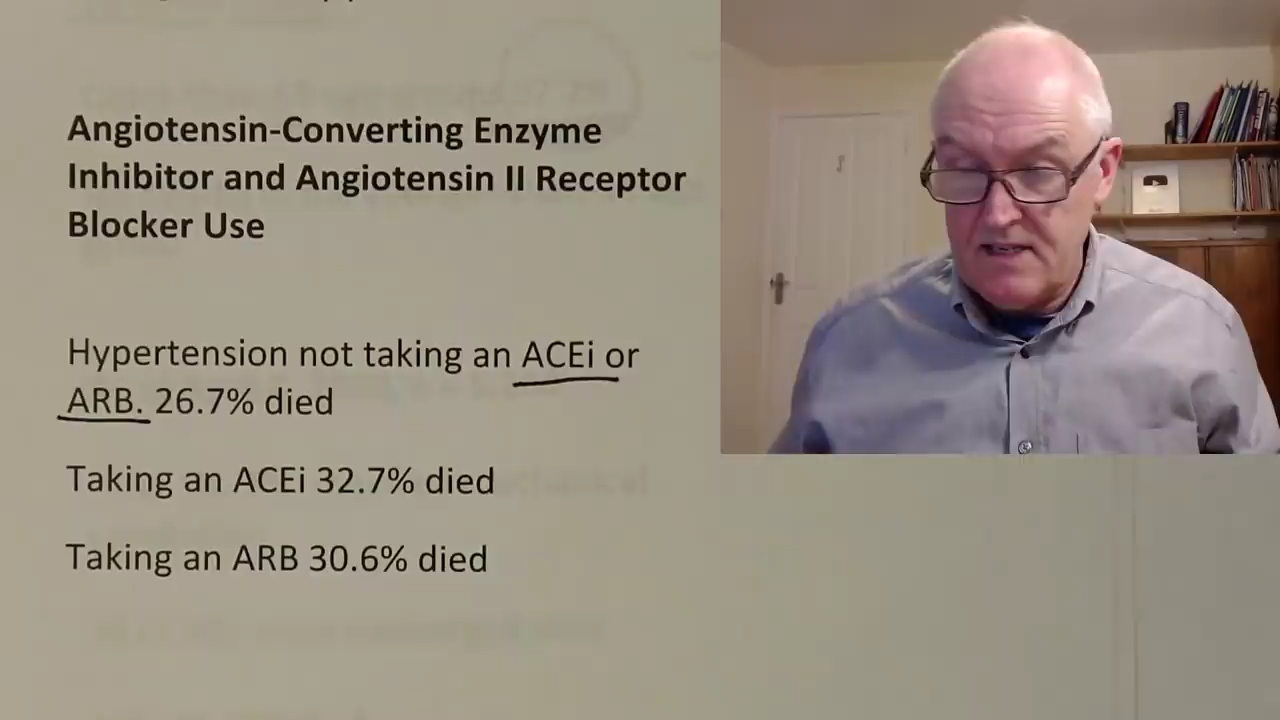 Angiotensin-Converting Enzyme
Inhibitor and Angiotensin II Receptor
Blocker Use
Hypertension not taking an ACEi or
ARB. 26.7% died
Taking an ACEi 32.7% died
Taking an ARB 30.6% died